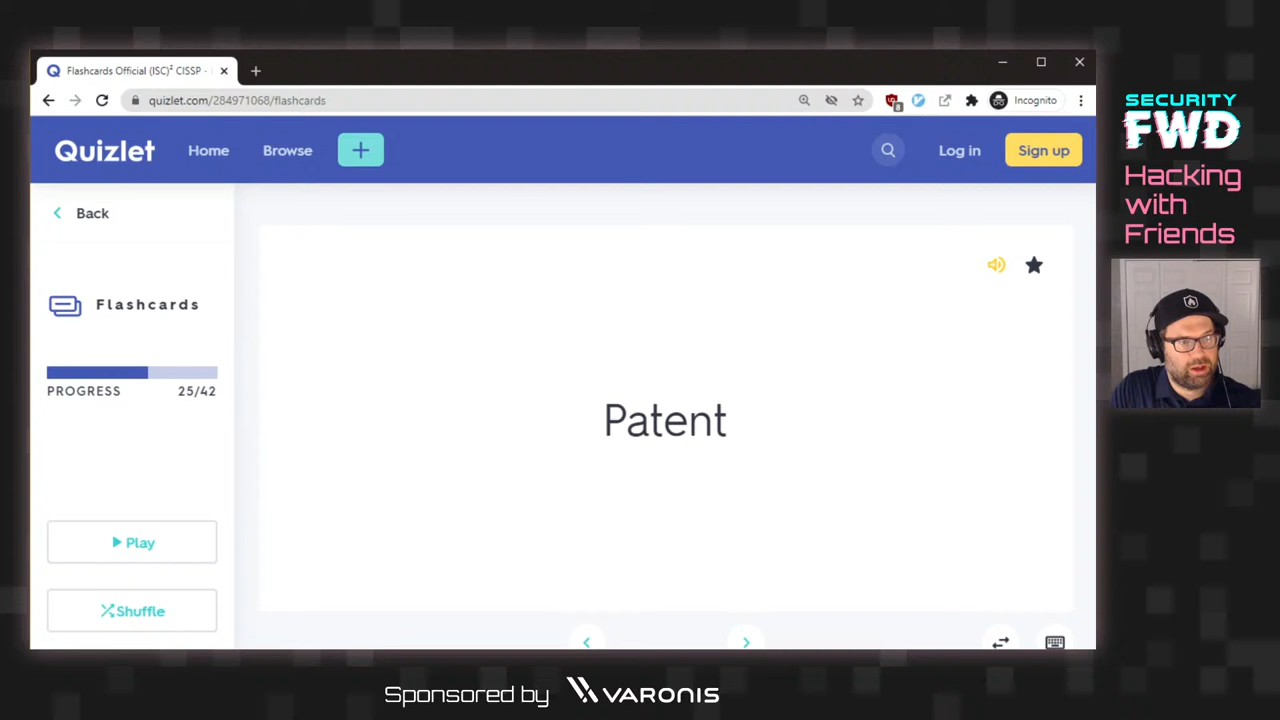 Flashcards Official (ISC)² CISSP -
quizlet.com/284971068/flashcards
8
Incognito
Quizlet
Home
Browse
Log in
Sign up
Back
Flashcards
PROGRESS 25/42
Play
Shuffle
Patent
SECURITY
FWD
Hacking
with
Friends
Sponsored by VARONIS